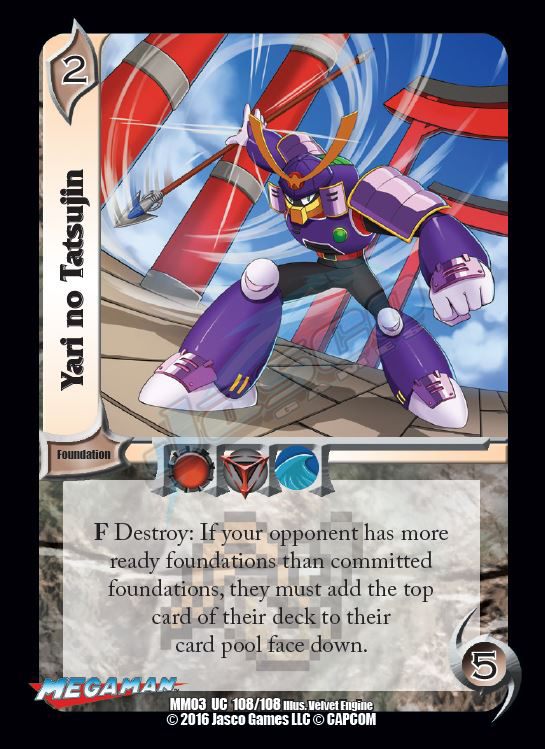 2
Yari no Tatsujin
Foundation
F Destroy: If your opponent has more
ready foundations than committed
foundations, they must add the top
card of their deck to their
card pool face down.
5
MEGAMAN™
MM03 UC 108/108 Illus. Velvet Engine
© 2016 Jasco Games LLC © CAPCOM